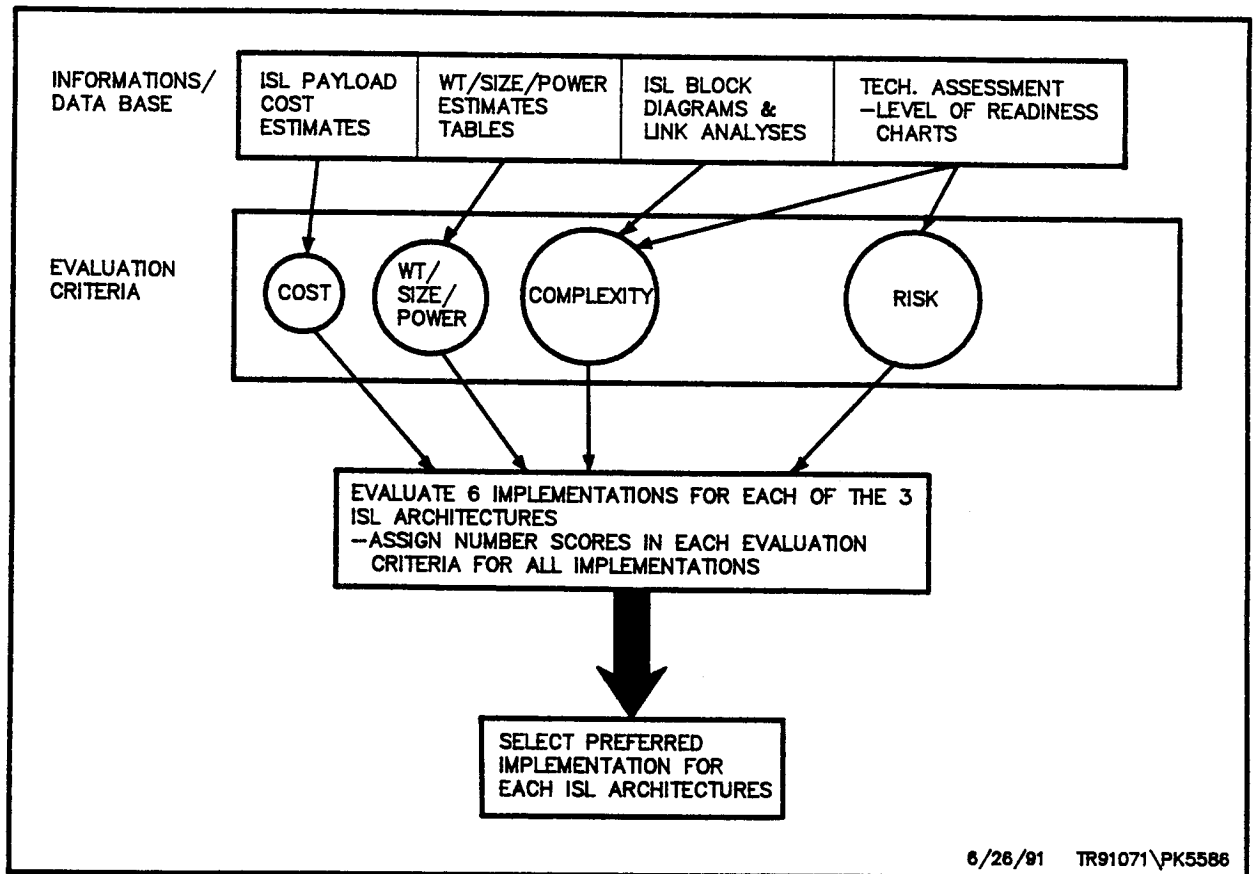 INFORMATIONS/
DATA BASE
ISL PAYLOAD
COST
ESTIMATES
WT/SIZE/POWER
ESTIMATES
TABLES
ISL BLOCK
DIAGRAMS &
LINK ANALYSES
TECH. ASSESSMENT
-LEVEL OF READINESS
CHARTS
EVALUATION
CRITERIA
COST
WT/
SIZE/
POWER
COMPLEXITY
RISK
EVALUATE 6 IMPLEMENTATIONS FOR EACH OF THE 3
ISL ARCHITECTURES
-ASSIGN NUMBER SCORES IN EACH EVALUATION
CRITERIA FOR ALL IMPLEMENTATIONS
SELECT PREFERRED
IMPLEMENTATION FOR
EACH ISL ARCHITECTURES
6/26/91 TR91071\PK5586